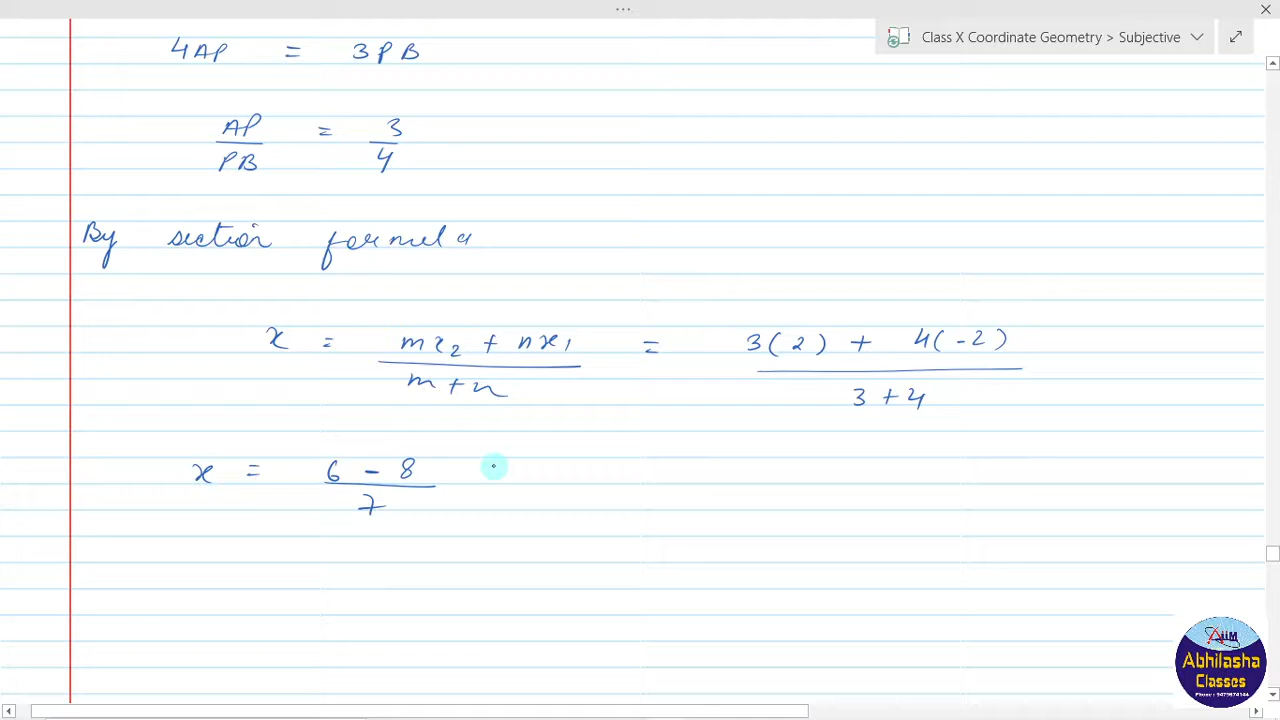 Class X Coordinate Geometry > Subjective
4AP = 3PB
AP/PB = 3/4
By section formula
x = (mx₂ + nx₁)/(m+n) = (3(2) + 4(-2))/(3+4)
x = (6 - 8)/7
AIIM
Abhilasha
Classes